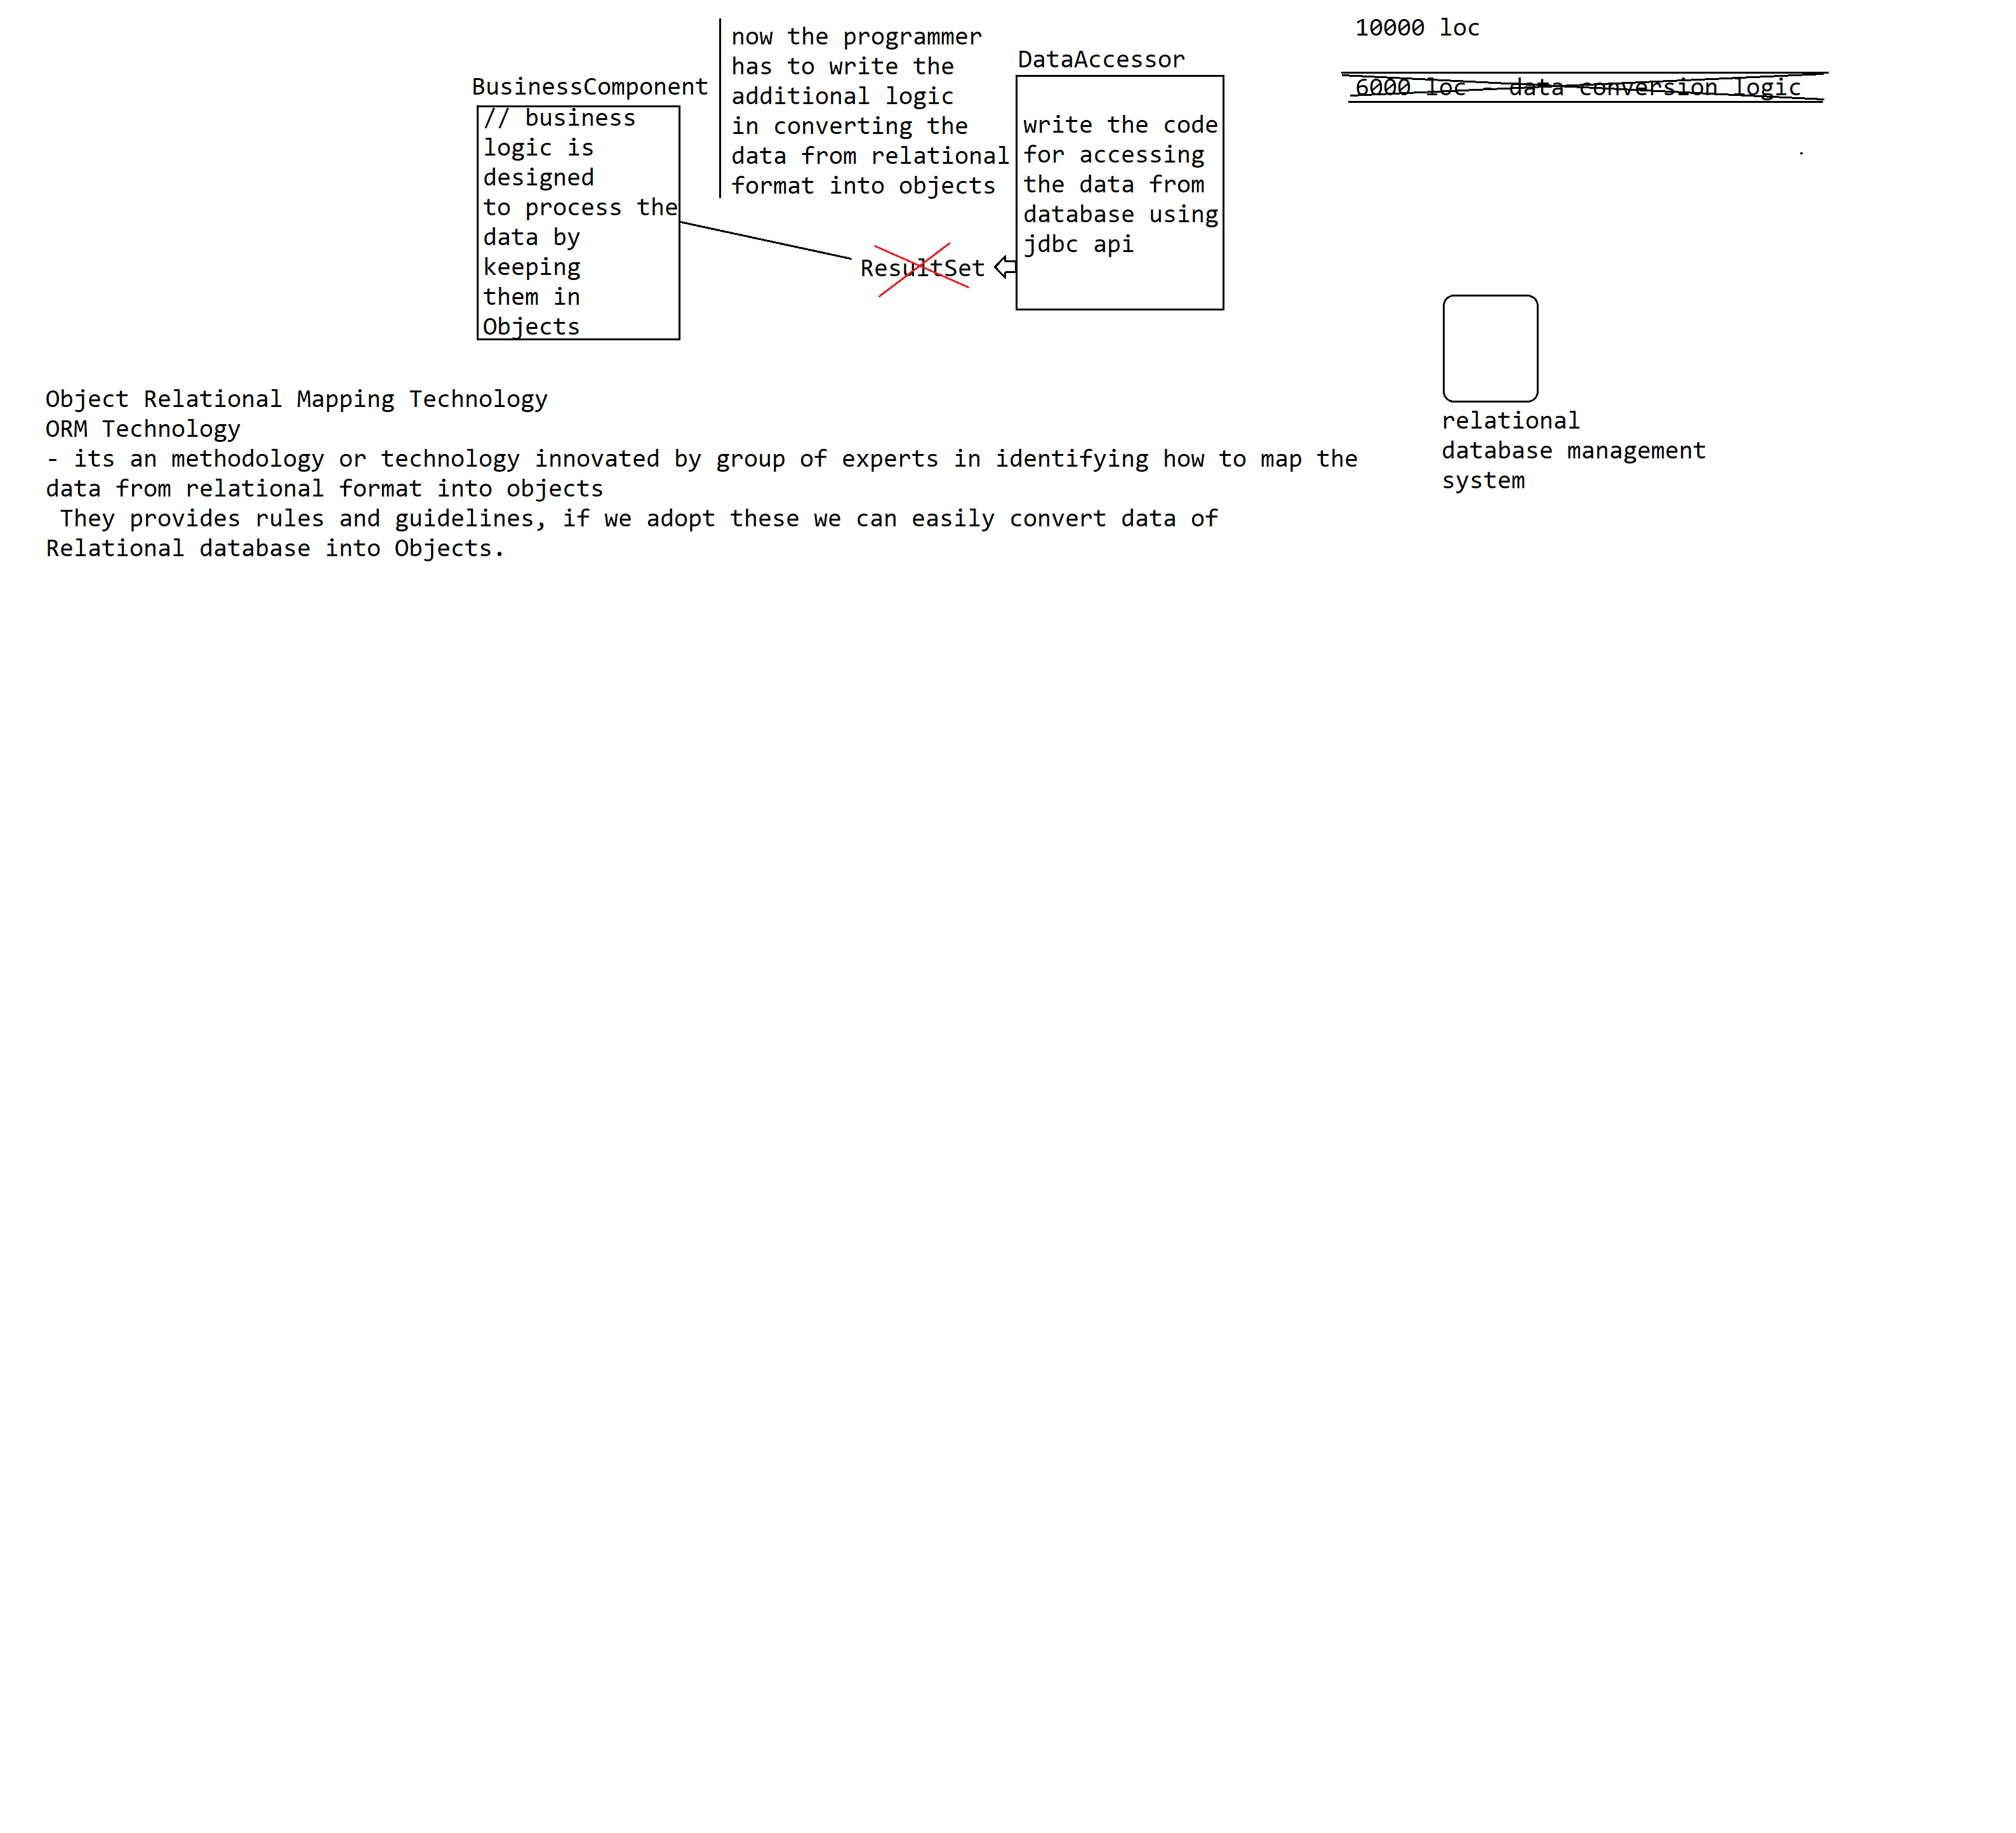 BusinessComponent
// business
logic is
designed
to process the
data by
keeping
them in
Objects
now the programmer
has to write the
additional logic
in converting the
data from relational
format into objects
ResultSet
DataAccessor
write the code
for accessing
the data from
database using
jdbc api
10000 loc
6000 loc - data conversion logic
relational
database management
system
Object Relational Mapping Technology
ORM Technology
- its an methodology or technology innovated by group of experts in identifying how to map the
data from relational format into objects
They provides rules and guidelines, if we adopt these we can easily convert data of
Relational database into Objects.